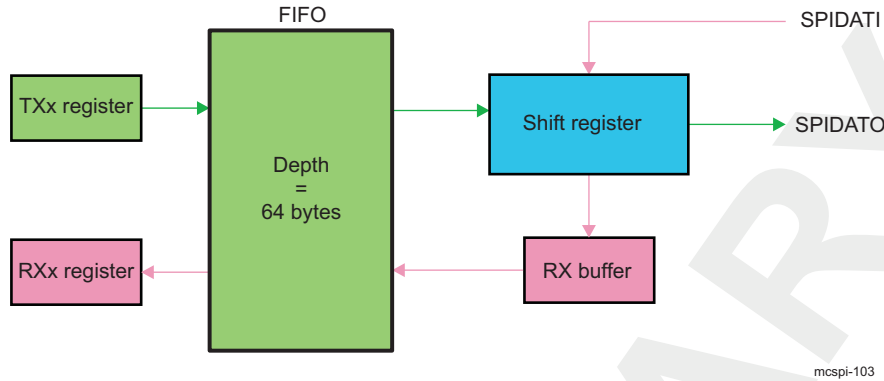 FIFO
SPIDATI
TXx register
Shift register
SPIDATO
Depth
=
64 bytes
RXx register
RX buffer
mcspi-103